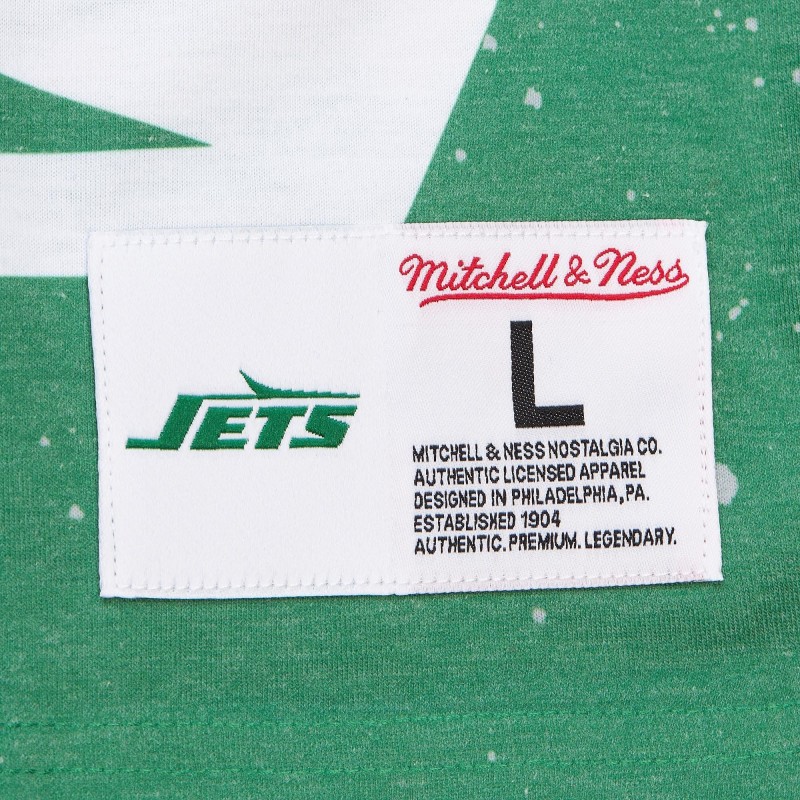 JETS
Mitchell & Ness
L
MITCHELL & NESS NOSTALGIA CO.
AUTHENTIC LICENSED APPAREL
DESIGNED IN PHILADELPHIA, PA.
ESTABLISHED 1904
AUTHENTIC. PREMIUM. LEGENDARY.